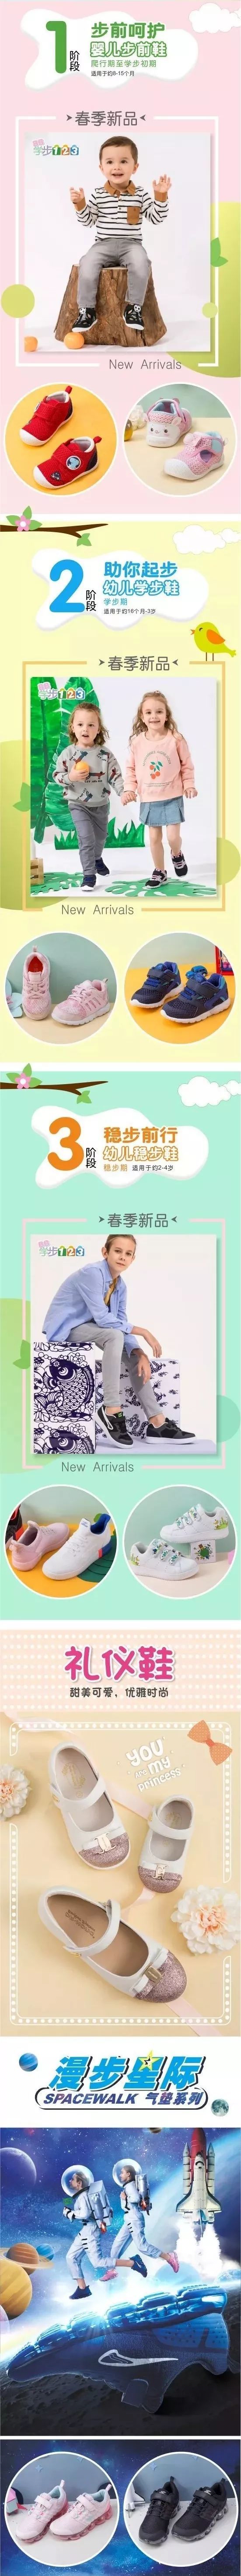 1阶段
步前呵护
婴儿步前鞋
爬行期至学步初期
适用于约6-15个月
春季新品
学步123
New Arrivals
2阶段
助你起步
幼儿学步鞋
学步期
适用于约16个月-3岁
春季新品
学步123
New Arrivals
3阶段
稳步前行
幼儿稳步鞋
稳步期 适用于约2-4岁
春季新品
学步123
New Arrivals
礼仪鞋
甜美可爱，优雅时尚
YOU
are MY
princess
漫步星际
SPACEWALK 气垫系列